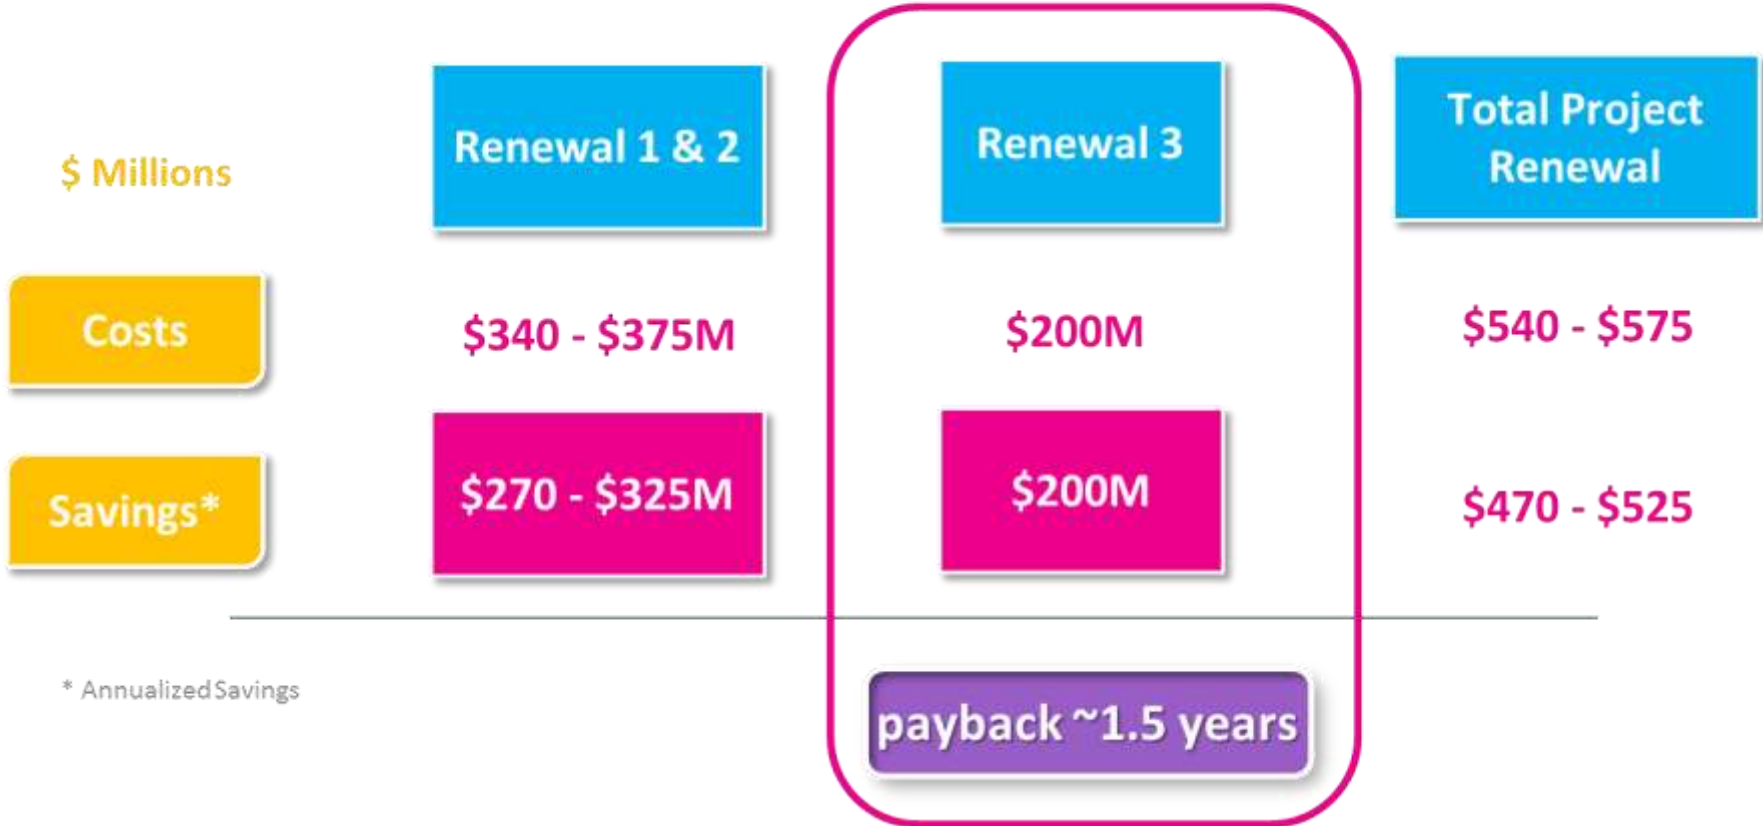 $ Millions
Renewal 1 & 2
Renewal 3
Total Project
Renewal
Costs
$340 - $375M
$200M
$540 - $575
Savings*
$270 - $325M
$200M
$470 - $525
* Annualized Savings
payback ~1.5 years